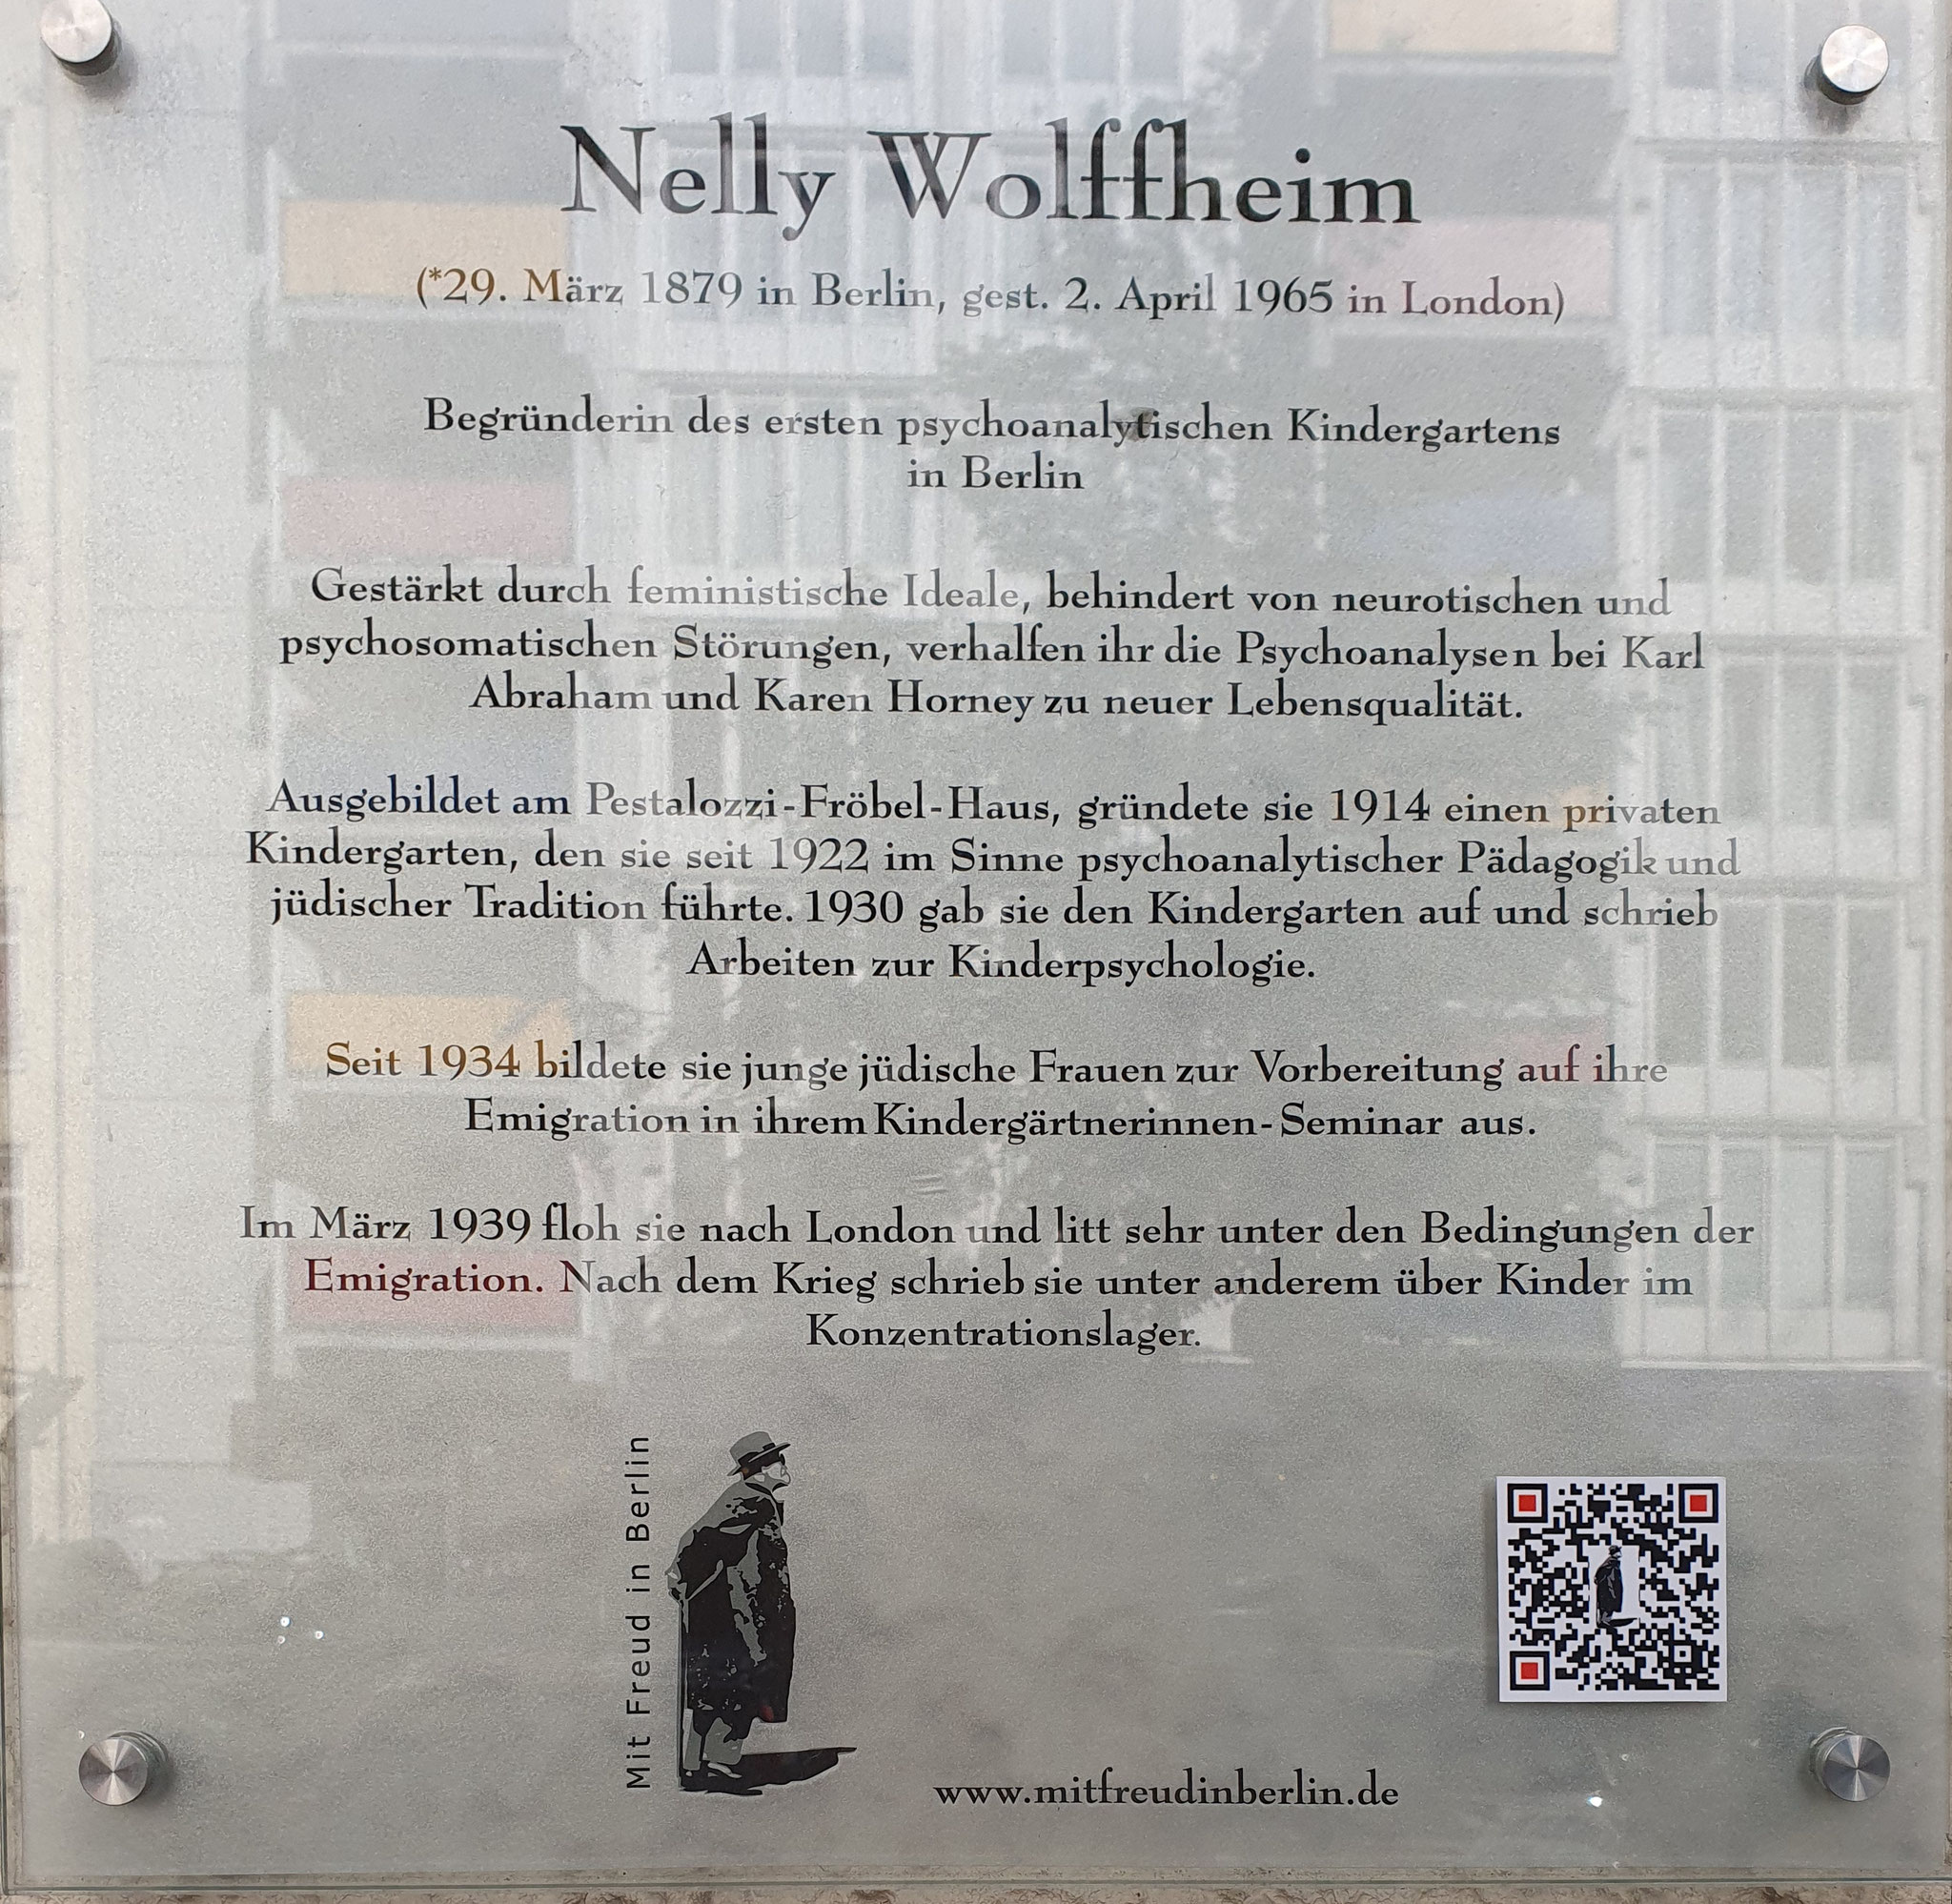 Nelly Wolffheim
(*29. März 1879 in Berlin, gest. 2. April 1965 in London)
Begründerin des ersten psychoanalytischen Kindergartens
in Berlin
Gestärkt durch feministische Ideale, behindert von neurotischen und
psychosomatischen Störungen, verhalfen ihr die Psychoanalysen bei Karl
Abraham und Karen Horney zu neuer Lebensqualität.
Ausgebildet am Pestalozzi-Fröbel-Haus, gründete sie 1914 einen privaten
Kindergarten, den sie seit 1922 im Sinne psychoanalytischer Pädagogik und
jüdischer Tradition führte. 1930 gab sie den Kindergarten auf und schrieb
Arbeiten zur Kinderpsychologie.
Seit 1934 bildete sie junge jüdische Frauen zur Vorbereitung auf ihre
Emigration in ihrem Kindergärtnerinnen-Seminar aus.
Im März 1939 floh sie nach London und litt sehr unter den Bedingungen der
Emigration. Nach dem Krieg schrieb sie unter anderem über Kinder im
Konzentrationslager.
Mit Freud in Berlin
www.mitfreudinberlin.de